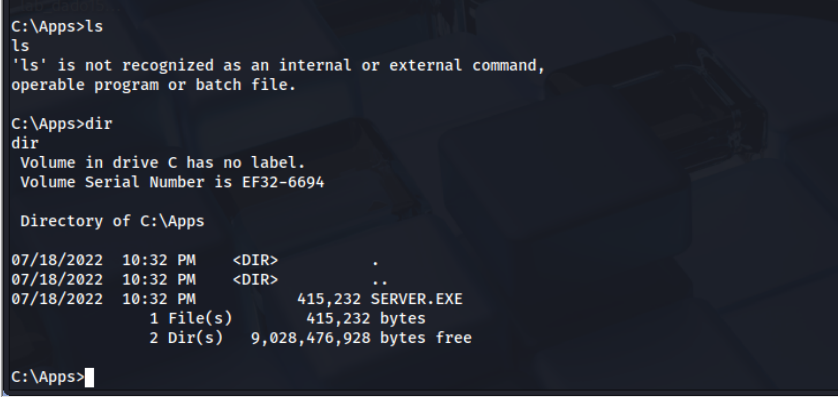 C:\Apps>ls
ls
'ls' is not recognized as an internal or external command,
operable program or batch file.
C:\Apps>dir
dir
Volume in drive C has no label.
Volume Serial Number is EF32-6694
Directory of C:\Apps
07/18/2022  10:32 PM    <DIR>          .
07/18/2022  10:32 PM    <DIR>          ..
07/18/2022  10:32 PM           415,232 SERVER.EXE
1 File(s)        415,232 bytes
2 Dir(s)   9,028,476,928 bytes free
C:\Apps>